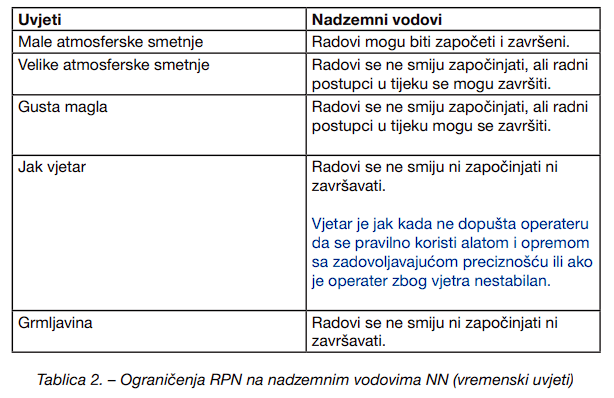 Uvjeti
Nadzemni vodovi
Male atmosferske smetnje
Radovi mogu biti započeti i završeni.
Velike atmosferske smetnje
Radovi se ne smiju započinjati, ali radni
postupci u tijeku se mogu završiti.
Gusta magla
Radovi se ne smiju započinjati, ali radni
postupci u tijeku mogu se završiti.
Jak vjetar
Radovi se ne smiju ni započinjati ni
završavati.
Vjetar je jak kada ne dopušta operateru
da se pravilno koristi alatom i opremom
sa zadovoljavajućom preciznošću ili ako
je operater zbog vjetra nestabilan.
Grmljavina
Radovi se ne smiju ni započinjati ni
završavati.
Tablica 2. – Ograničenja RPN na nadzemnim vodovima NN (vremenski uvjeti)